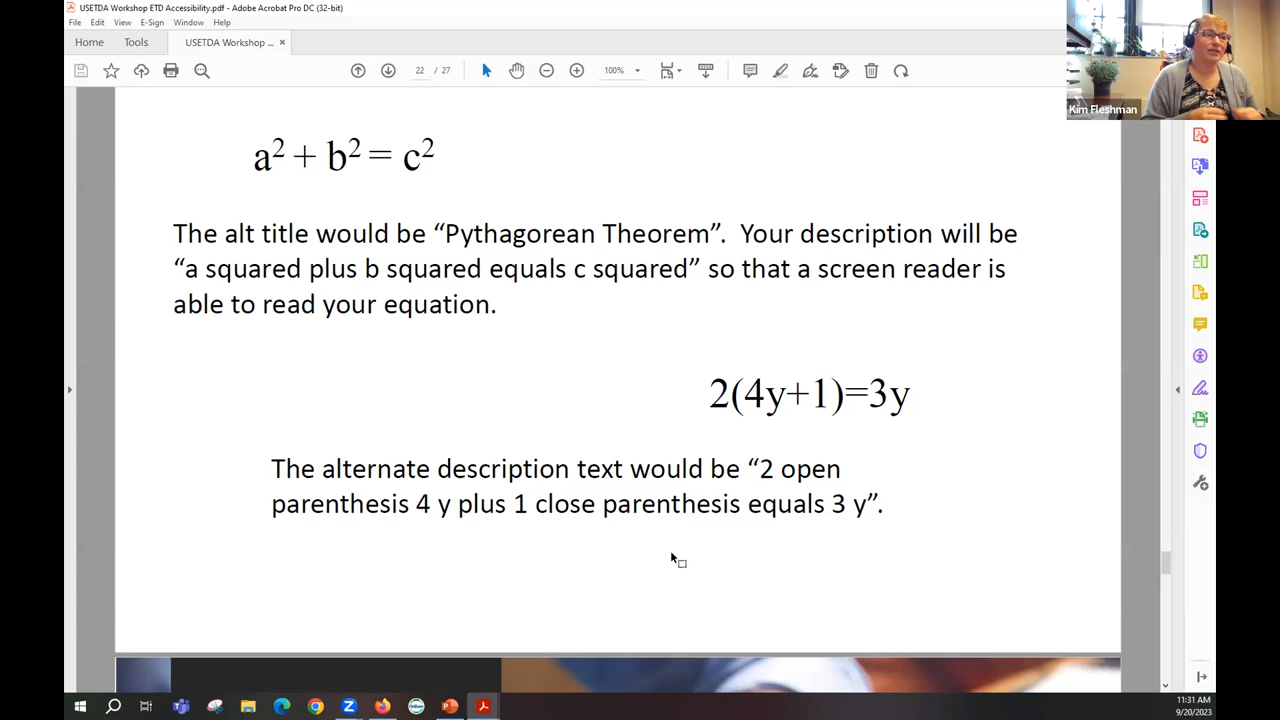 USETDA Workshop ETD Accessibility.pdf - Adobe Acrobat Pro DC (32-bit)
File Edit View E-Sign Window Help
Home Tools USETDA Workshop ... ×
22 / 27 100%
Kim Fleshman
a² + b² = c²
The alt title would be “Pythagorean Theorem”. Your description will be
“a squared plus b squared equals c squared” so that a screen reader is
able to read your equation.
2(4y+1)=3y
The alternate description text would be “2 open
parenthesis 4 y plus 1 close parenthesis equals 3 y”.
11:31 AM
9/20/2023